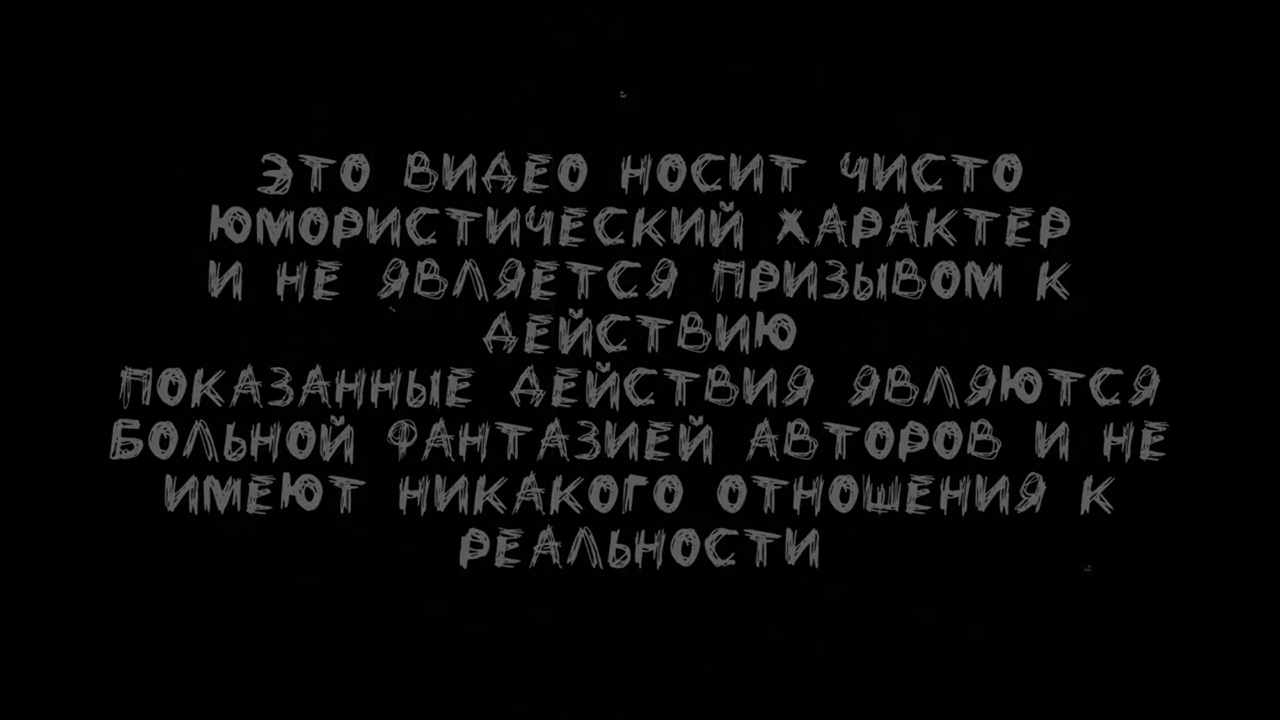 ЭТО ВИДЕО НОСИТ ЧИСТО
ЮМОРИСТИЧЕСКИЙ ХАРАКТЕР
И НЕ ЯВЛЯЕТСЯ ПРИЗЫВОМ К
ДЕЙСТВИЮ
ПОКАЗАННЫЕ ДЕЙСТВИЯ ЯВЛЯЮТСЯ
БОЛЬНОЙ ФАНТАЗИЕЙ АВТОРОВ И НЕ
ИМЕЮТ НИКАКОГО ОТНОШЕНИЯ К
РЕАЛЬНОСТИ